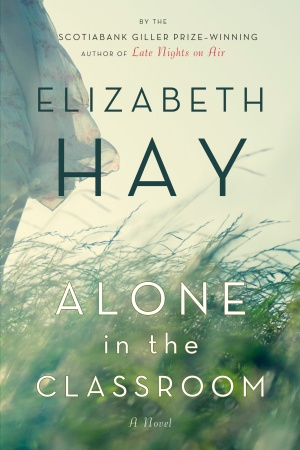 BY THE
SCOTIABANK GILLER PRIZE–WINNING
AUTHOR OF Late Nights on Air
ELIZABETH
HAY
ALONE
in the
CLASSROOM
A Novel